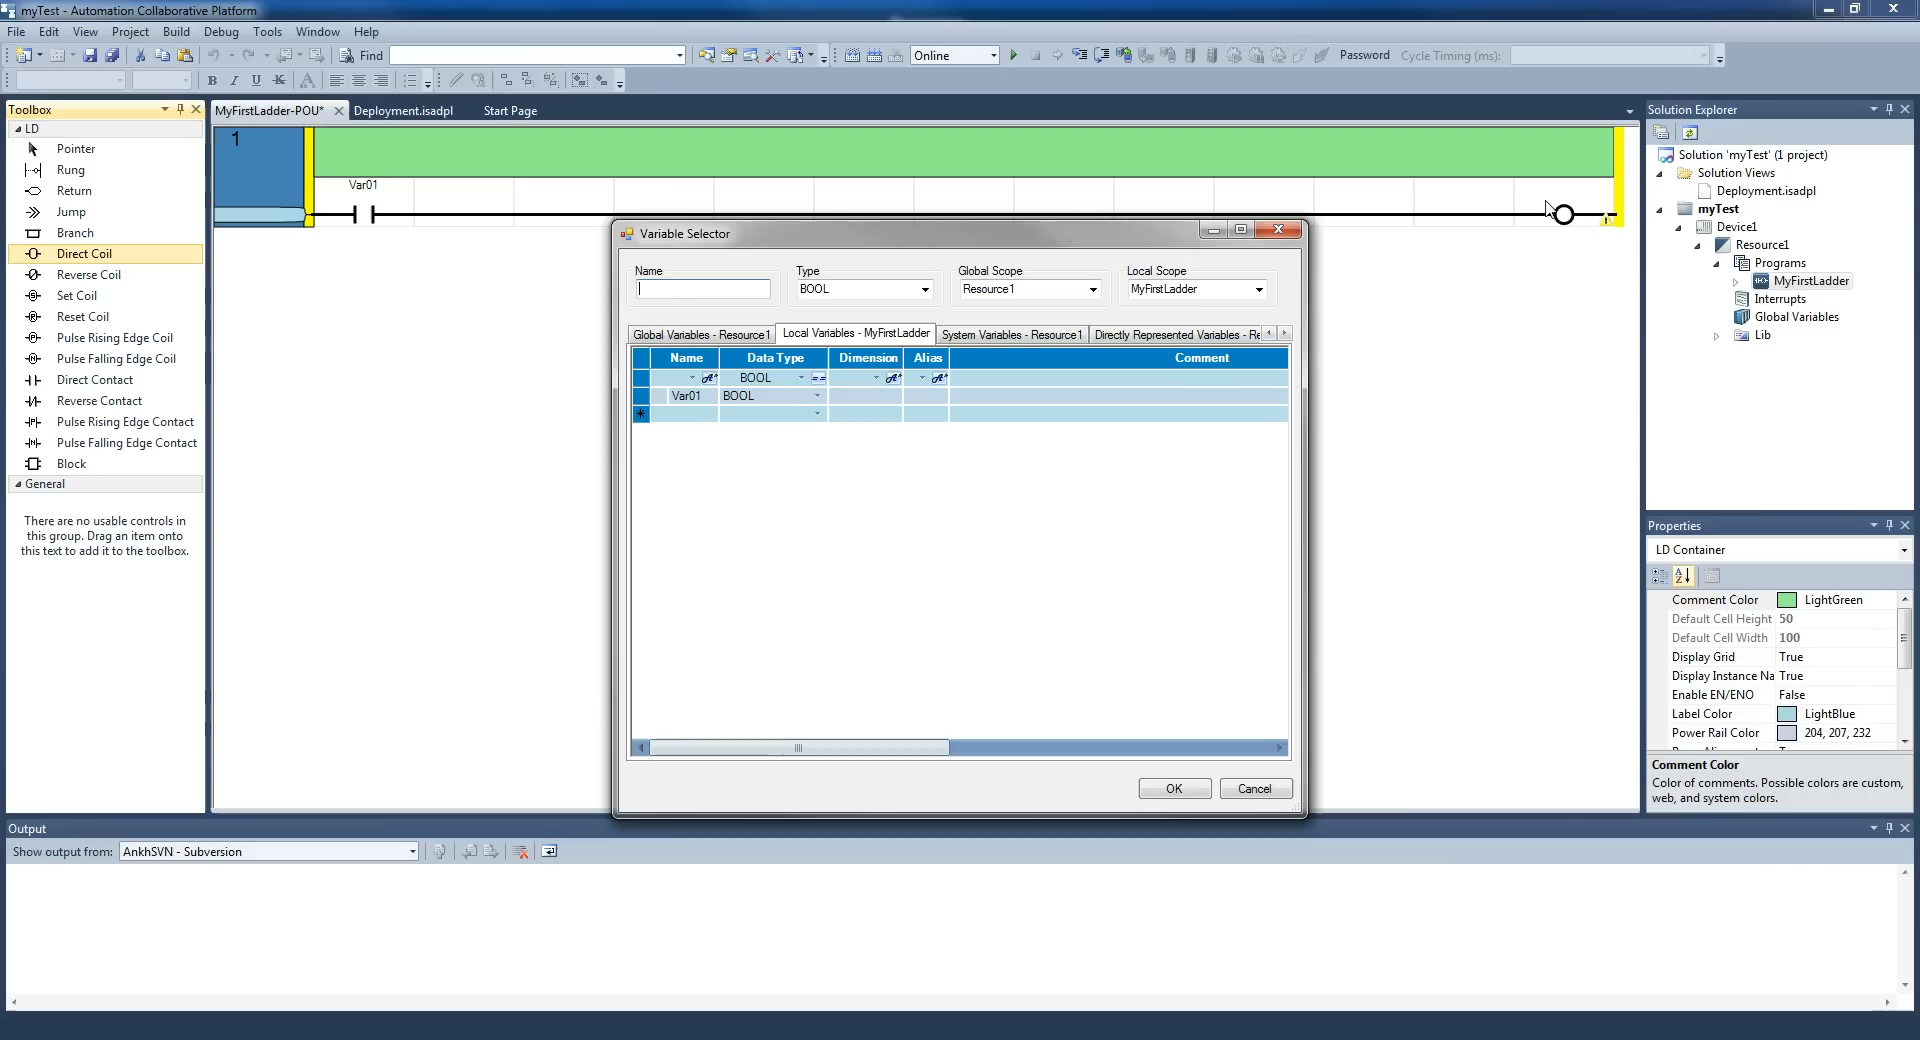 myTest - Automation Collaborative Platform
File Edit View Project Build Debug Tools Window Help
Find Online Password Cycle Timing (ms):
B I U K A
Toolbox
LD
Pointer
Rung
Return
Jump
Branch
Direct Coil
Reverse Coil
Set Coil
Reset Coil
Pulse Rising Edge Coil
Pulse Falling Edge Coil
Direct Contact
Reverse Contact
Pulse Rising Edge Contact
Pulse Falling Edge Contact
Block
General
There are no usable controls in
this group. Drag an item onto
this text to add it to the toolbox.
MyFirstLadder-POU* Deployment.isadpl Start Page
1
Var01
Variable Selector
Name Type Global Scope Local Scope
BOOL Resource1 MyFirstLadder
Global Variables - Resource1 Local Variables - MyFirstLadder System Variables - Resource1 Directly Represented Variables - Re
Name Data Type Dimension Alias Comment
BOOL
Var01 BOOL
OK Cancel
Solution Explorer
Solution 'myTest' (1 project)
Solution Views
Deployment.isadpl
myTest
Device1
Resource1
Programs
MyFirstLadder
Interrupts
Global Variables
Lib
Properties
LD Container
Comment Color LightGreen
Default Cell Height 50
Default Cell Width 100
Display Grid True
Display Instance Na True
Enable EN/ENO False
Label Color LightBlue
Power Rail Color 204, 207, 232
Comment Color
Color of comments. Possible colors are custom,
web, and system colors.
Output
Show output from: AnkhSVN - Subversion